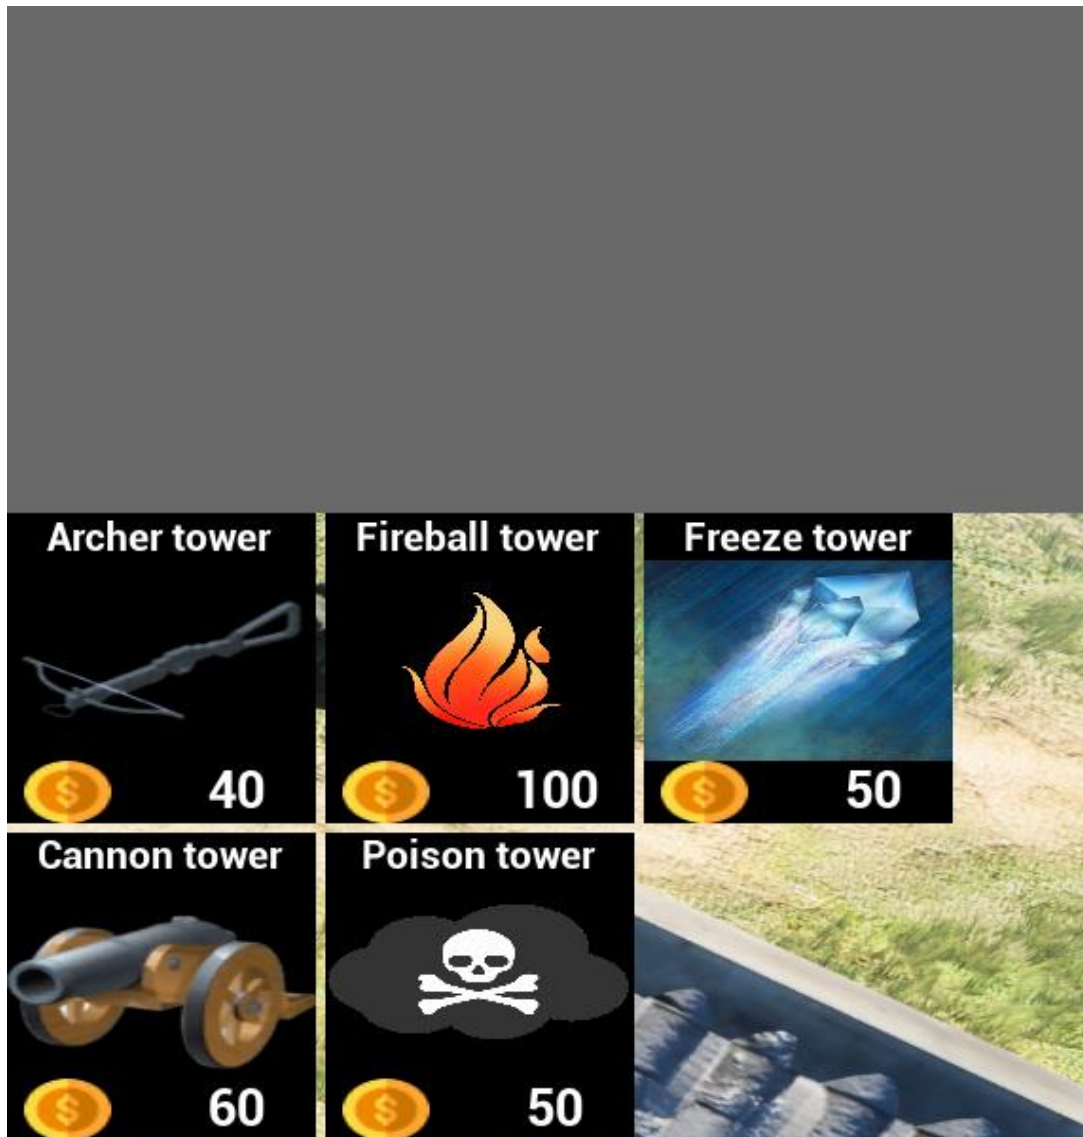 Archer tower
Fireball tower
Freeze tower
$ 40
$ 100
$ 50
Cannon tower
Poison tower
$ 60
$ 50